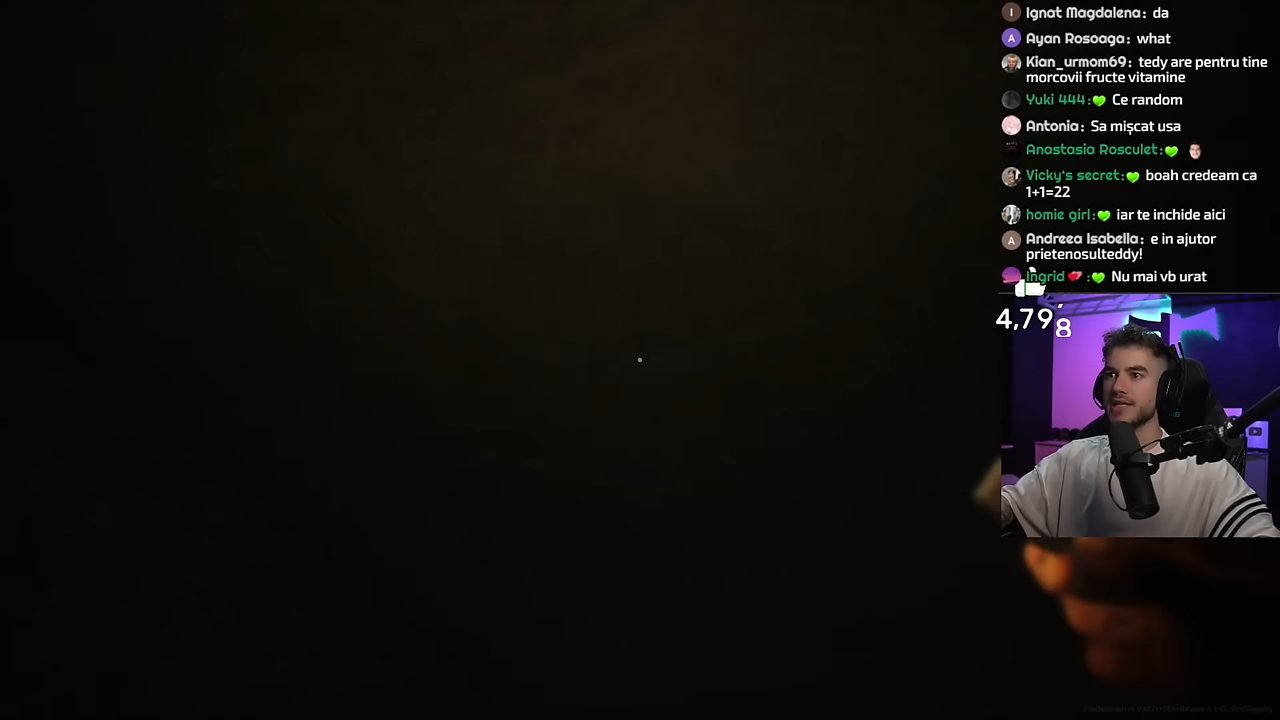 I Ignat Magdalena: da
A Ayan Rosoaga: what
Kian_urmom69: tedy are pentru tine
morcovii fructe vitamine
Yuki 444: Ce random
Antonia: Sa mișcat usa
Anastasia Rosculet:
Vicky's secret: boah credeam ca
1+1=22
homie girl: iar te inchide aici
A Andreea Isabella: e in ajutor
prietenosulteddy!
Ingrid : Nu mai vb urat
4,798